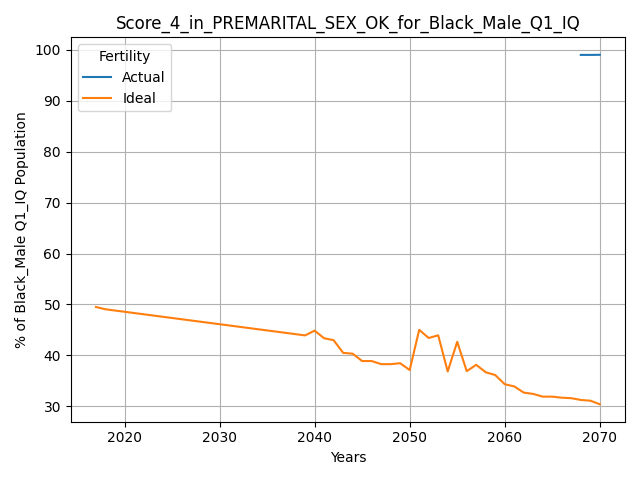 Score_4_in_PREMARITAL_SEX_OK_for_Black_Male_Q1_IQ
Fertility
Actual
Ideal
% of Black_Male Q1_IQ Population
100
90
80
70
60
50
40
30
2020 2030 2040 2050 2060 2070
Years